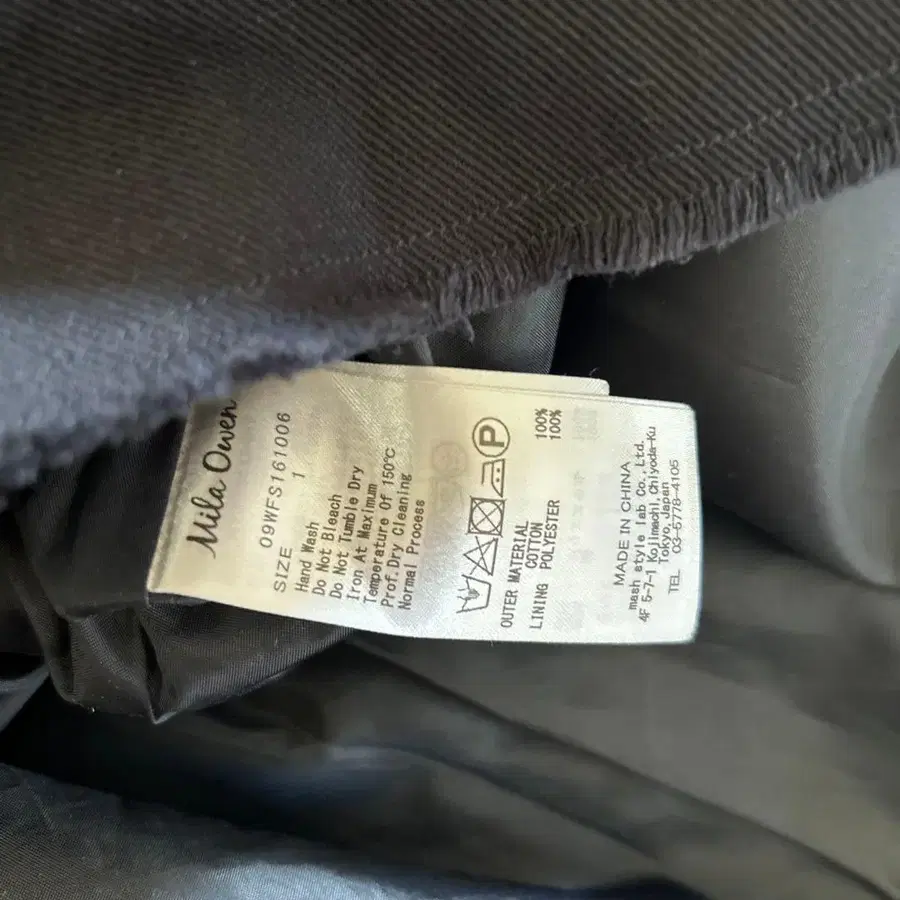 Mila Owen
09WFS161006
SIZE 1
Hand Wash
Do Not Bleach
Do Not Tumble Dry
Iron At Maximum
Temperature Of 150℃
Prof.Dry Cleaning
Normal Process
P
OUTER MATERIAL
COTTON 100%
LINING POLYESTER 100%
MADE IN CHINA
mash style lab Co.,Ltd.
4F 5-7-1 Kojimachi,Chiyoda-Ku
Tokyo,Japan
TEL 03-5778-4105